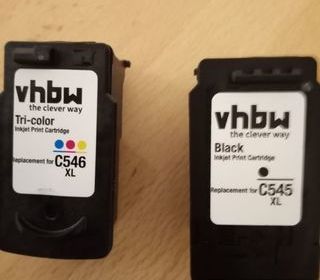 vhbw
the clever way
Tri-color
Inkjet Print Cartridge
Replacement for C546
XL
vhbw
the clever way
Black
Inkjet Print Cartridge
Replacement for C545
XL